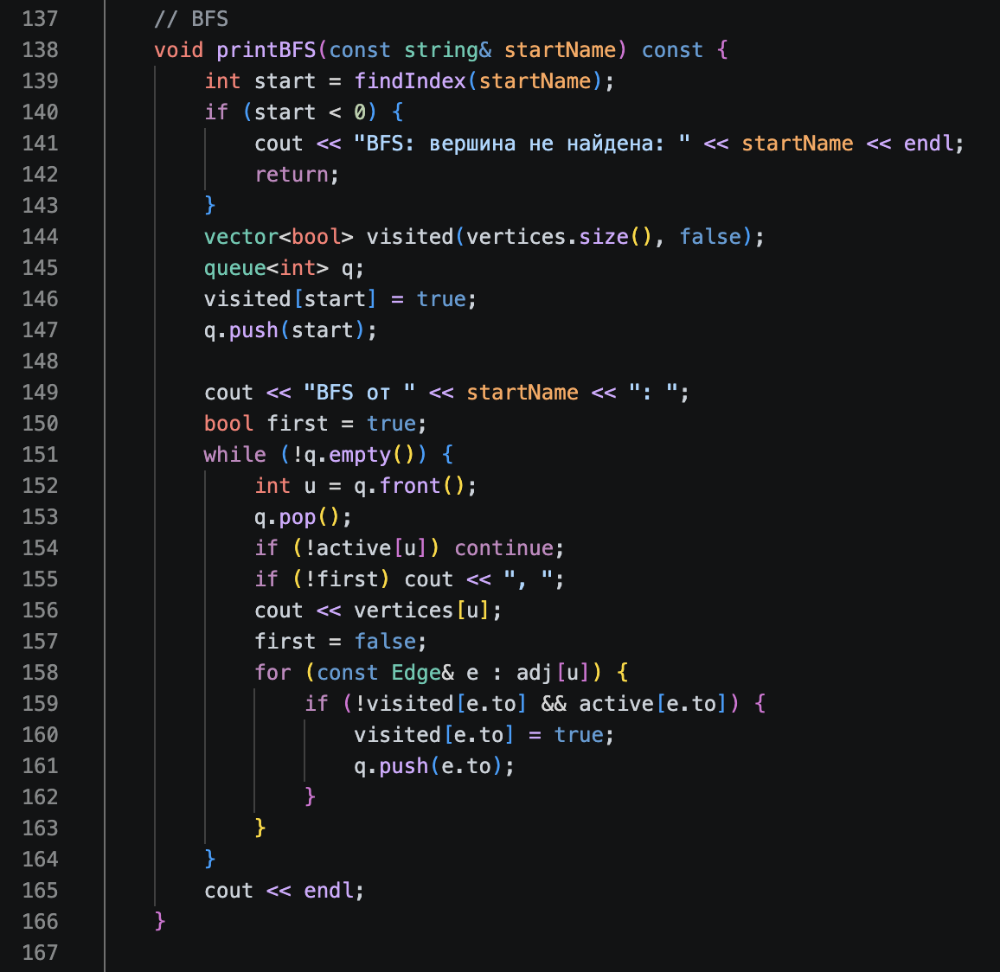 137 // BFS
138 void printBFS(const string& startName) const {
139 int start = findIndex(startName);
140 if (start < 0) {
141 cout << "BFS: вершина не найдена: " << startName << endl;
142 return;
143 }
144 vector<bool> visited(vertices.size(), false);
145 queue<int> q;
146 visited[start] = true;
147 q.push(start);
148
149 cout << "BFS от " << startName << ": ";
150 bool first = true;
151 while (!q.empty()) {
152 int u = q.front();
153 q.pop();
154 if (!active[u]) continue;
155 if (!first) cout << ", ";
156 cout << vertices[u];
157 first = false;
158 for (const Edge& e : adj[u]) {
159 if (!visited[e.to] && active[e.to]) {
160 visited[e.to] = true;
161 q.push(e.to);
162 }
163 }
164 }
165 cout << endl;
166 }
167